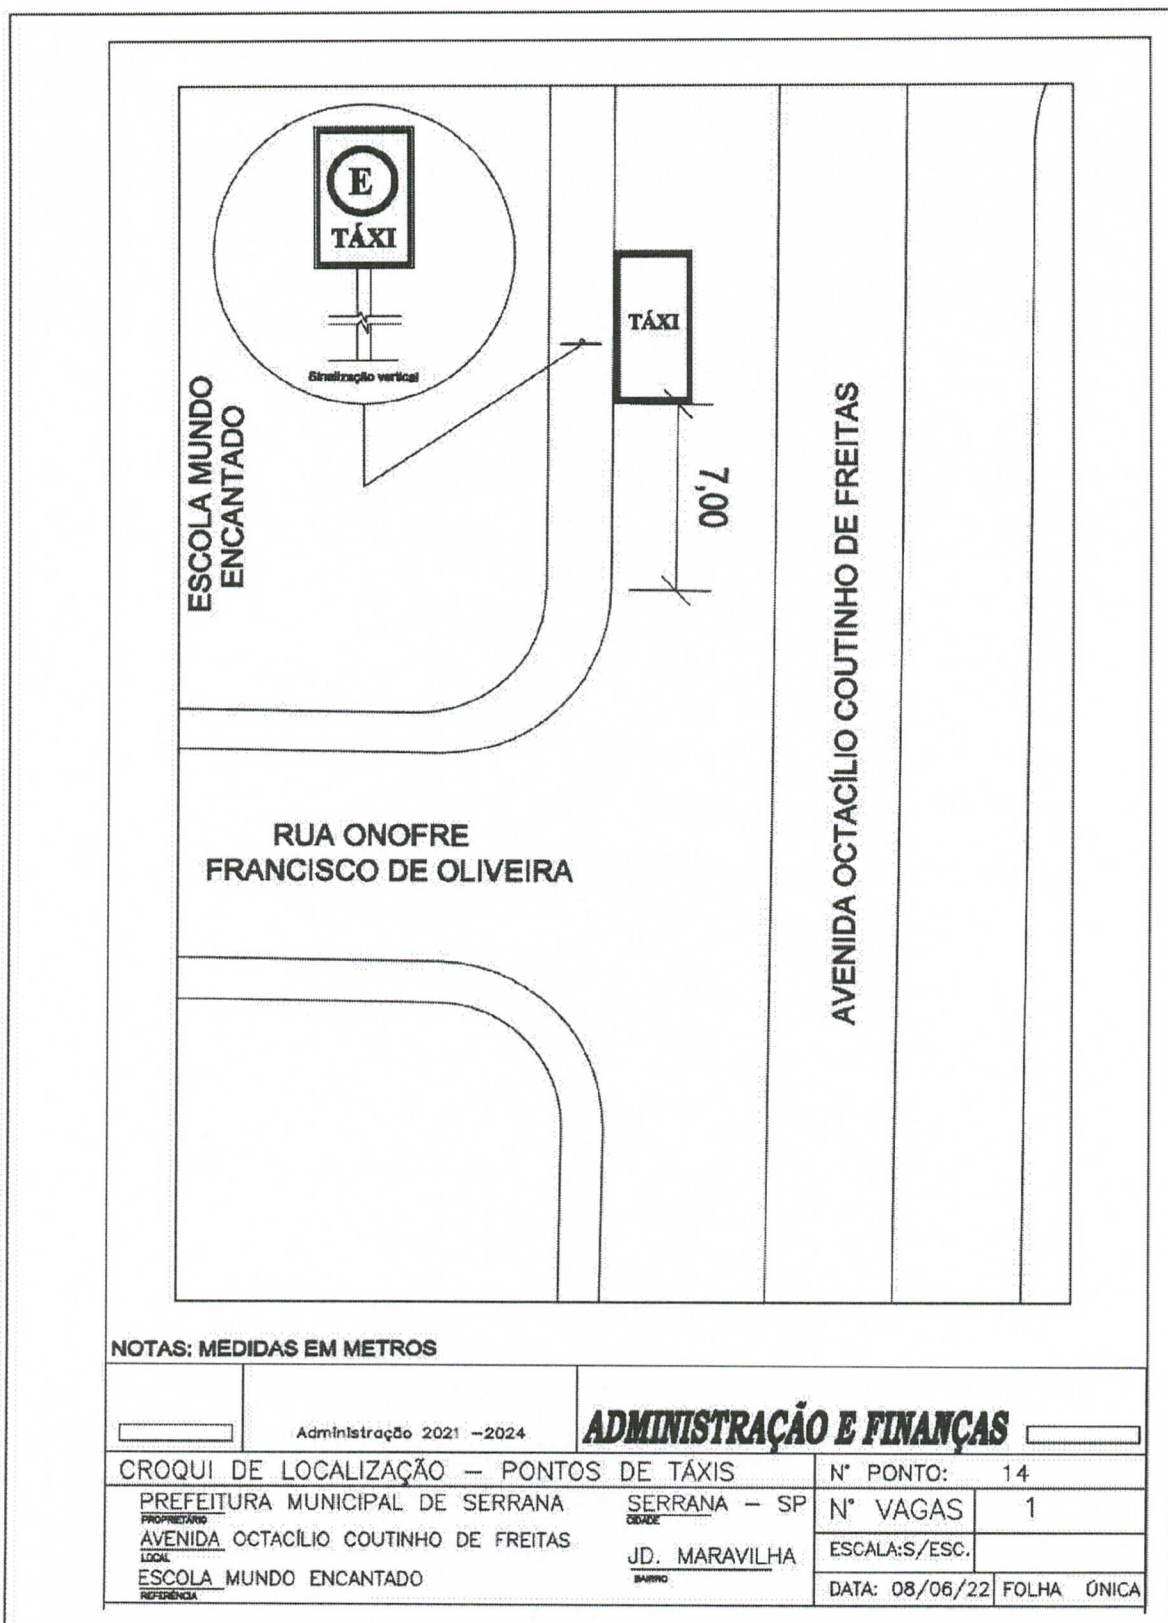 E
TÁXI
Sinalização vertical
TÁXI
7,00
ESCOLA MUNDO
ENCANTADO
AVENIDA OCTACÍLIO COUTINHO DE FREITAS
RUA ONOFRE
FRANCISCO DE OLIVEIRA
NOTAS: MEDIDAS EM METROS
Administração 2021 -2024
ADMINISTRAÇÃO E FINANÇAS
CROQUI DE LOCALIZAÇÃO - PONTOS DE TÁXIS
N° PONTO: 14
PREFEITURA MUNICIPAL DE SERRANA
PROPRIETÁRIO
SERRANA - SP
CIDADE
N° VAGAS 1
AVENIDA OCTACÍLIO COUTINHO DE FREITAS
LOCAL
JD. MARAVILHA
BAIRRO
ESCALA:S/ESC.
ESCOLA MUNDO ENCANTADO
REFERÊNCIA
DATA: 08/06/22 FOLHA ÚNICA